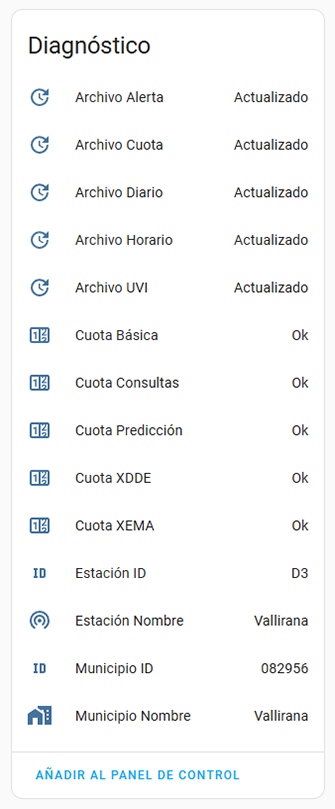 Diagnóstico
Archivo Alerta Actualizado
Archivo Cuota Actualizado
Archivo Diario Actualizado
Archivo Horario Actualizado
Archivo UVI Actualizado
Cuota Básica Ok
Cuota Consultas Ok
Cuota Predicción Ok
Cuota XDDE Ok
Cuota XEMA Ok
ID Estación ID D3
Estación Nombre Vallirana
ID Municipio ID 082956
Municipio Nombre Vallirana
AÑADIR AL PANEL DE CONTROL